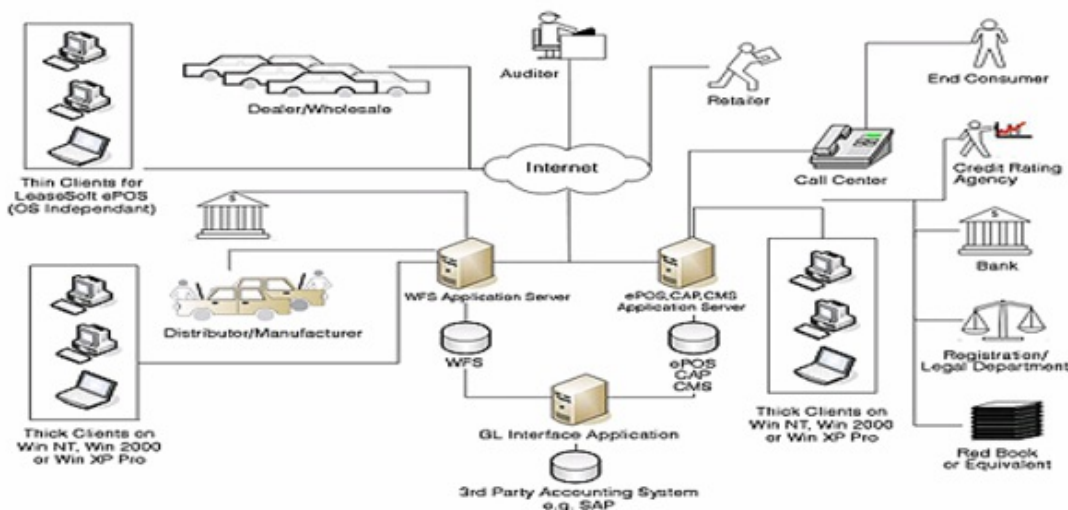 Auditer
Dealer/Wholesale
Retailer
End Consumer
Internet
Call Center
Credit Rating
Agency
Thin Clients for
LeaseSoft ePOS
(OS Independant)
$
$
Bank
WFS Application Server
ePOS,CAP,CMS
Application Server
Distributor/Manufacturer
WFS
ePOS
CAP
CMS
Registration/
Legal Department
Thick Clients on
Win NT, Win 2000
or Win XP Pro
GL Interface Application
Thick Clients on
Win NT, Win 2000
or Win XP Pro
Red Book
or Equivalent
3rd Party Accounting System
e.g. SAP